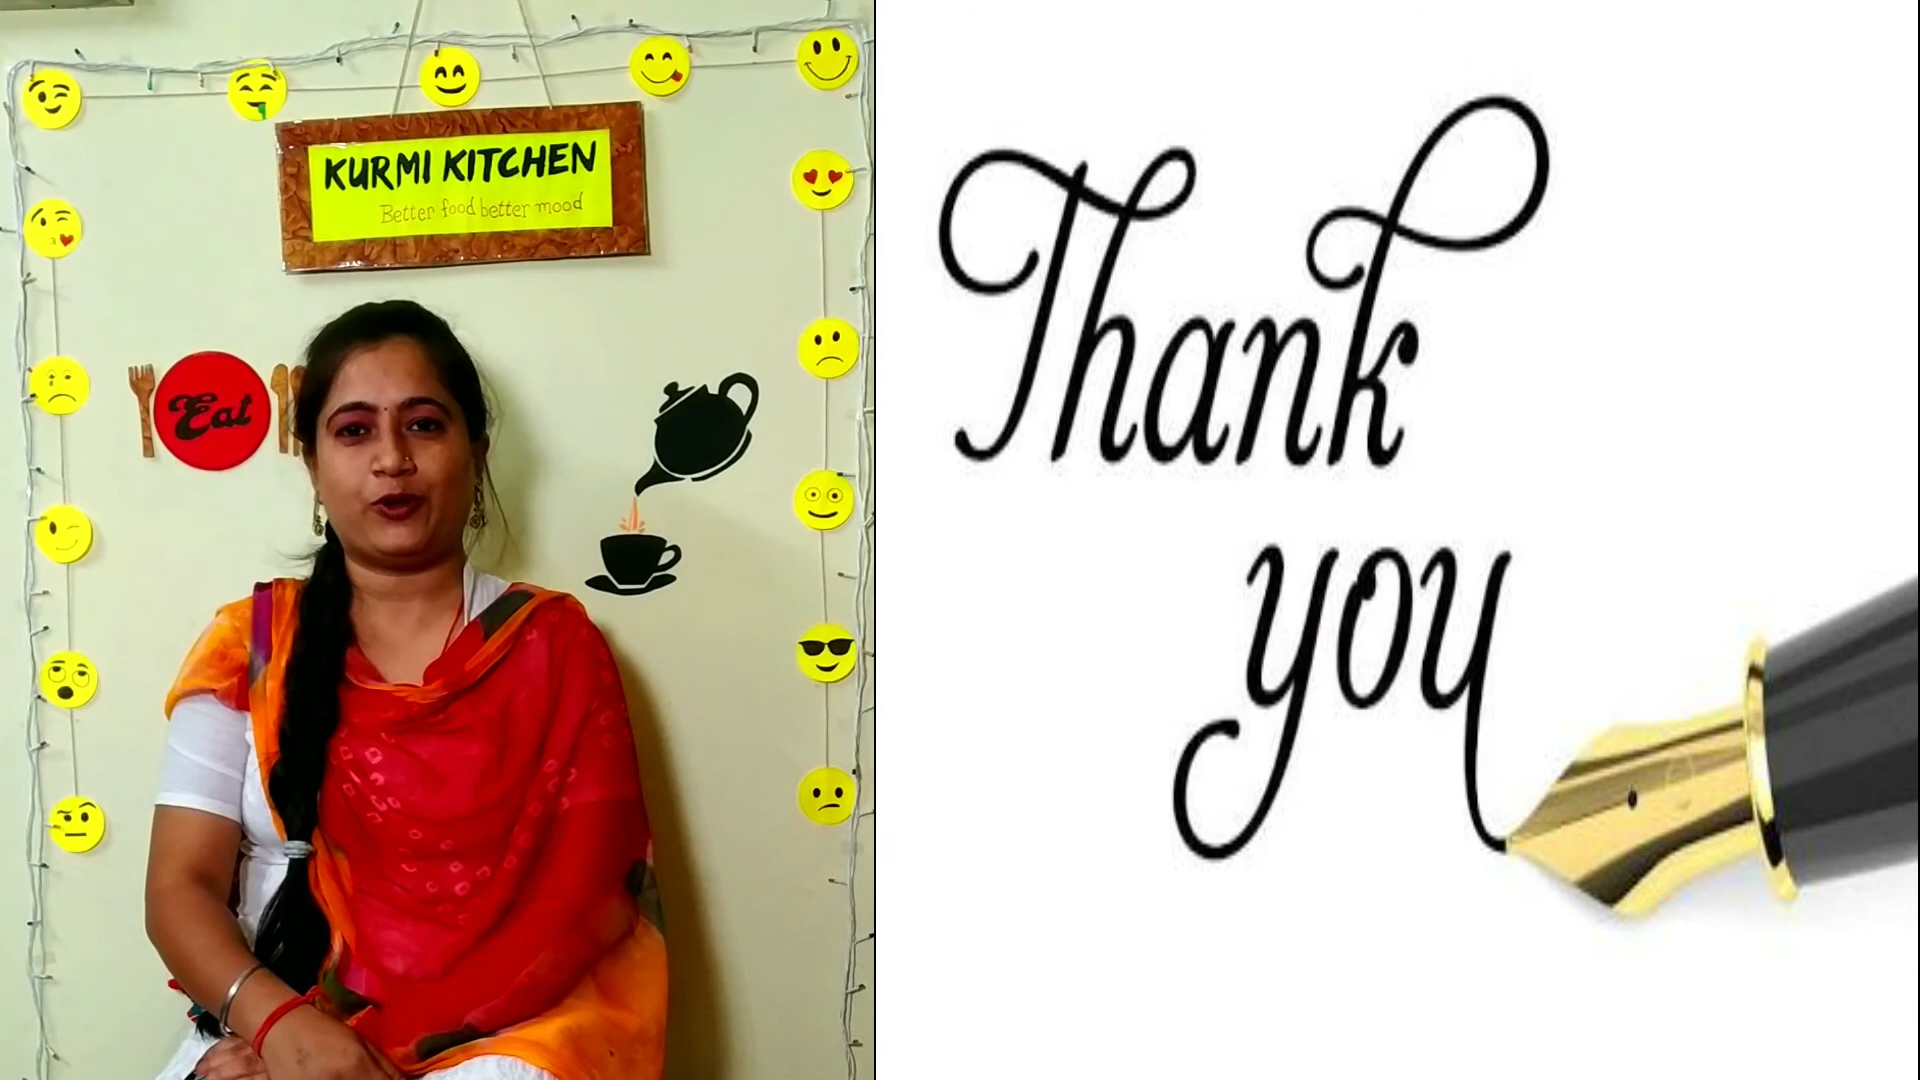 KURMI KITCHEN
Better food better mood
Eat
Thank
you